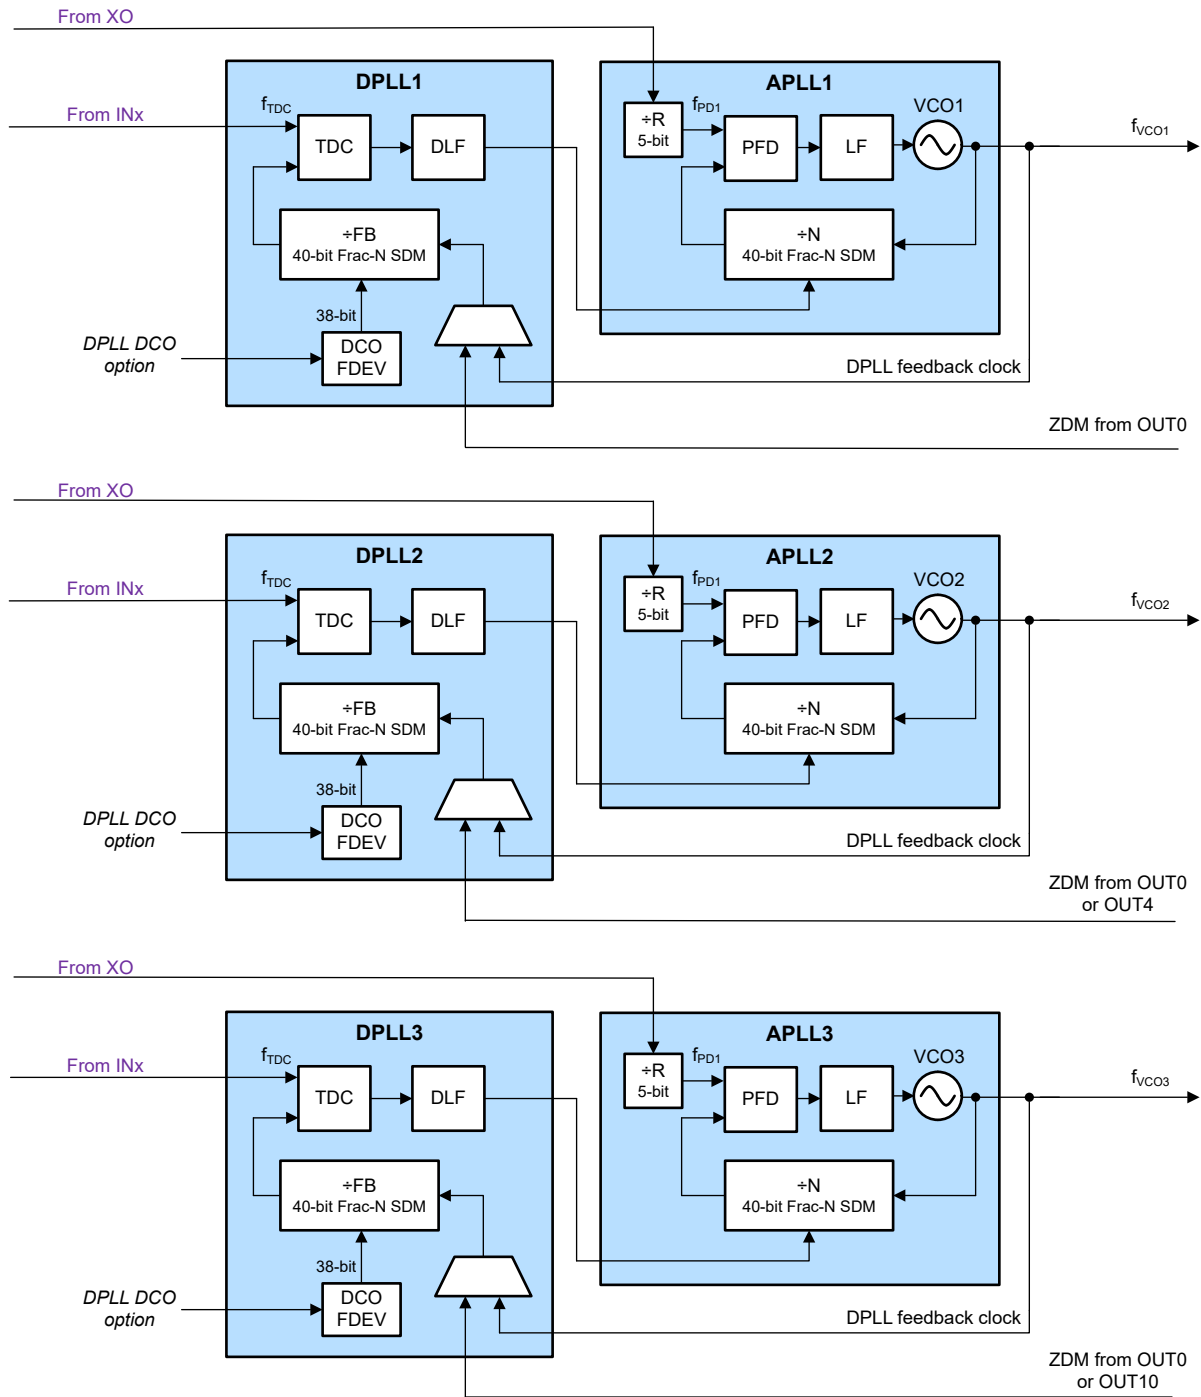 From XO
DPLL1
APLL1
From INx
fTDC
TDC
DLF
÷R
5-bit
fPD1
PFD
LF
VCO1
fVCO1
÷FB
40-bit Frac-N SDM
÷N
40-bit Frac-N SDM
38-bit
DPLL DCO
option
DCO
FDEV
DPLL feedback clock
ZDM from OUT0
From XO
DPLL2
APLL2
From INx
fTDC
TDC
DLF
÷R
5-bit
fPD1
PFD
LF
VCO2
fVCO2
÷FB
40-bit Frac-N SDM
÷N
40-bit Frac-N SDM
38-bit
DPLL DCO
option
DCO
FDEV
DPLL feedback clock
ZDM from OUT0
or OUT4
From XO
DPLL3
APLL3
From INx
fTDC
TDC
DLF
÷R
5-bit
fPD1
PFD
LF
VCO3
fVCO3
÷FB
40-bit Frac-N SDM
÷N
40-bit Frac-N SDM
38-bit
DPLL DCO
option
DCO
FDEV
DPLL feedback clock
ZDM from OUT0
or OUT10